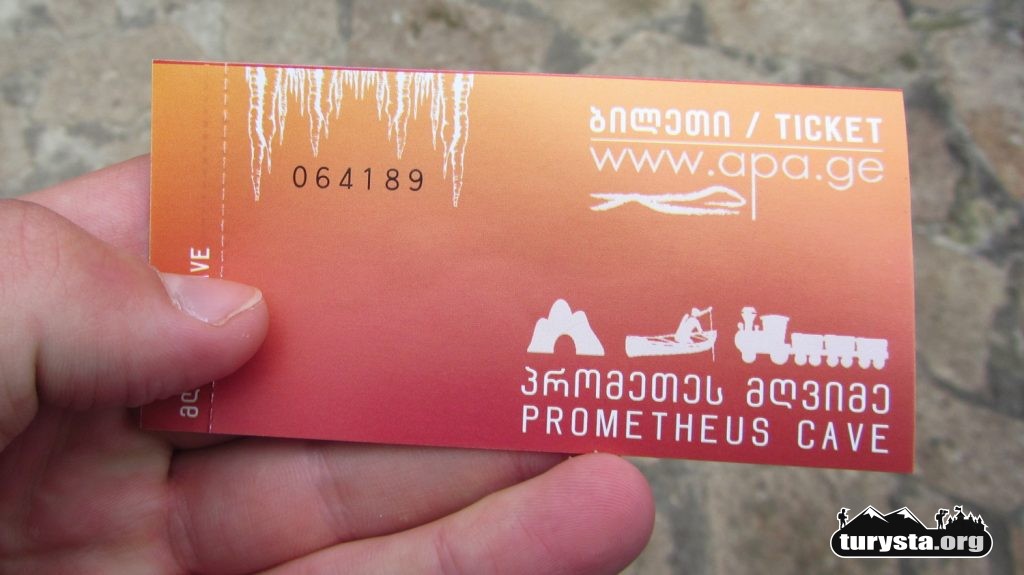 ბილეთი / TICKET
www.apa.ge
064189
პრომეთეს მღვიმე
PROMETHEUS CAVE
turysta.org